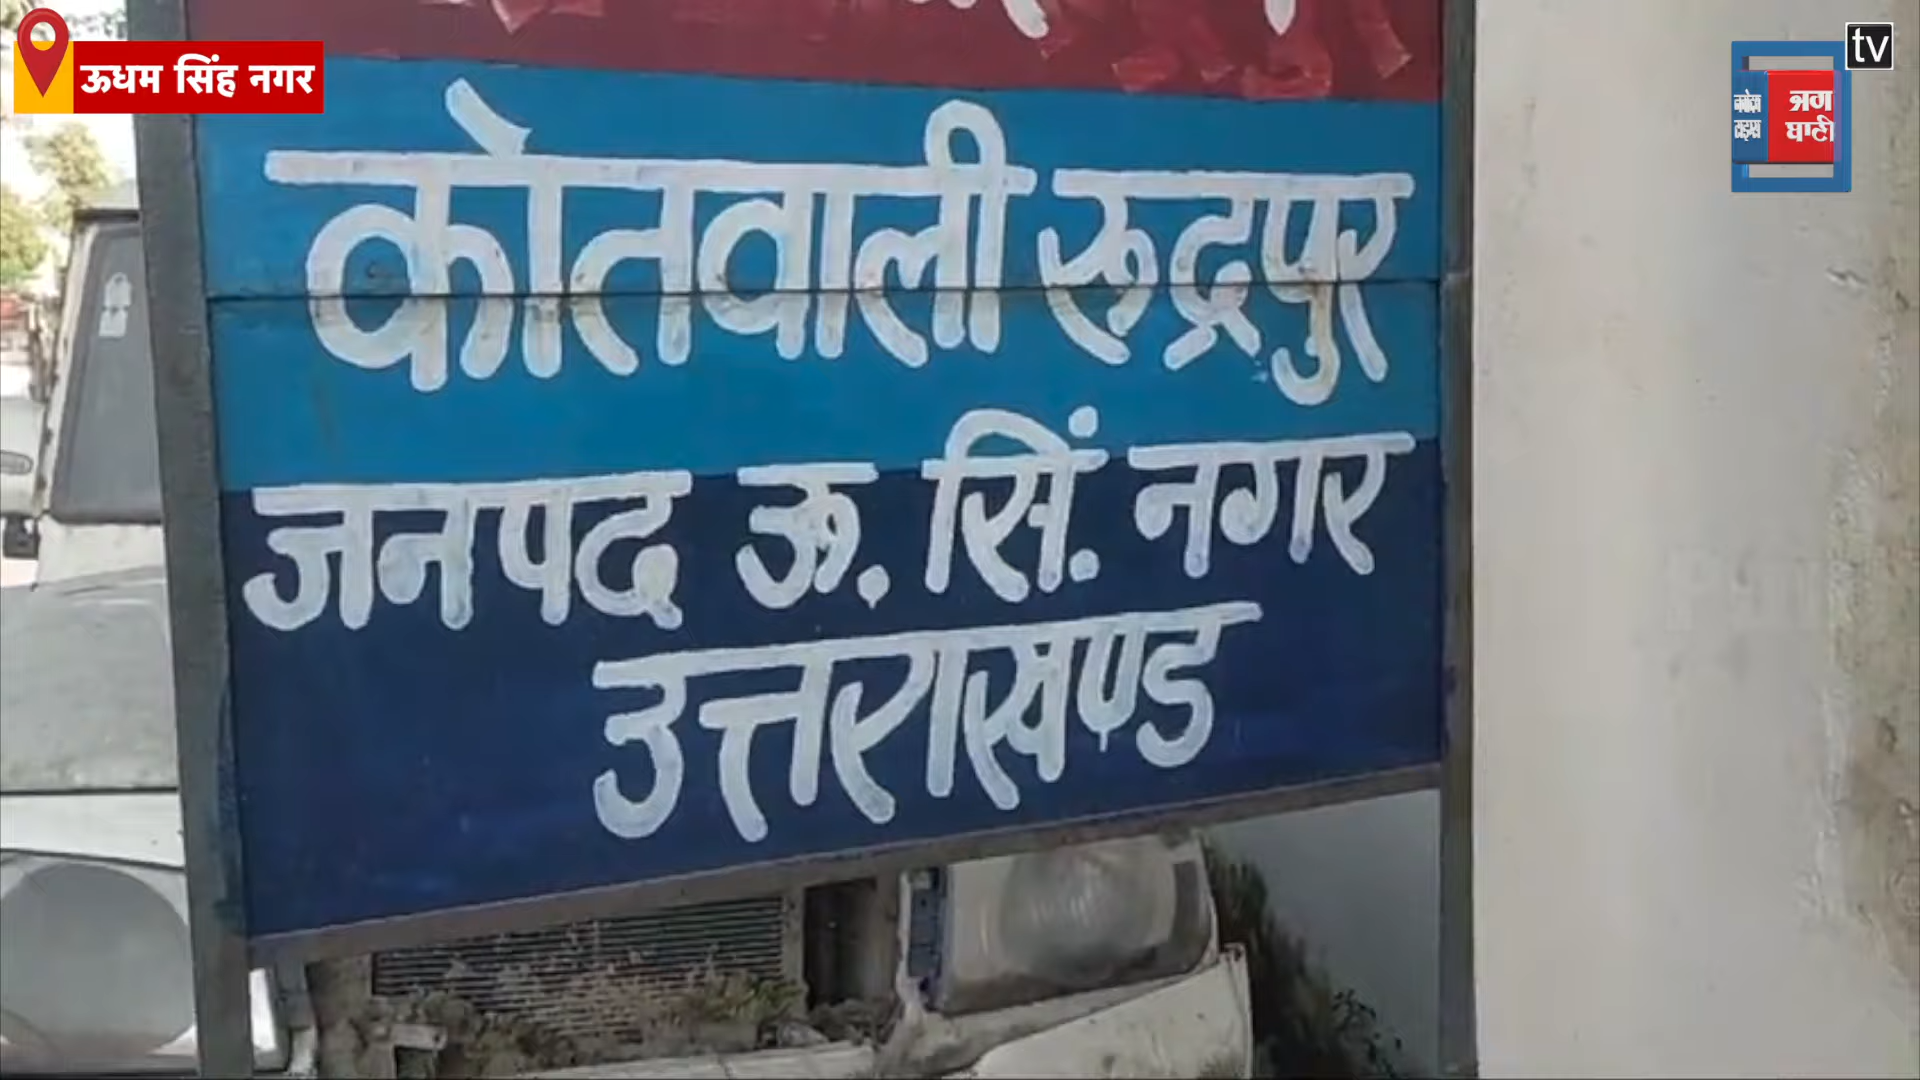 ऊधम सिंह नगर
tv
जग
बाणी
कोतवाली रुद्रपुर
जनपद ऊ. सिं. नगर
उत्तराखण्ड